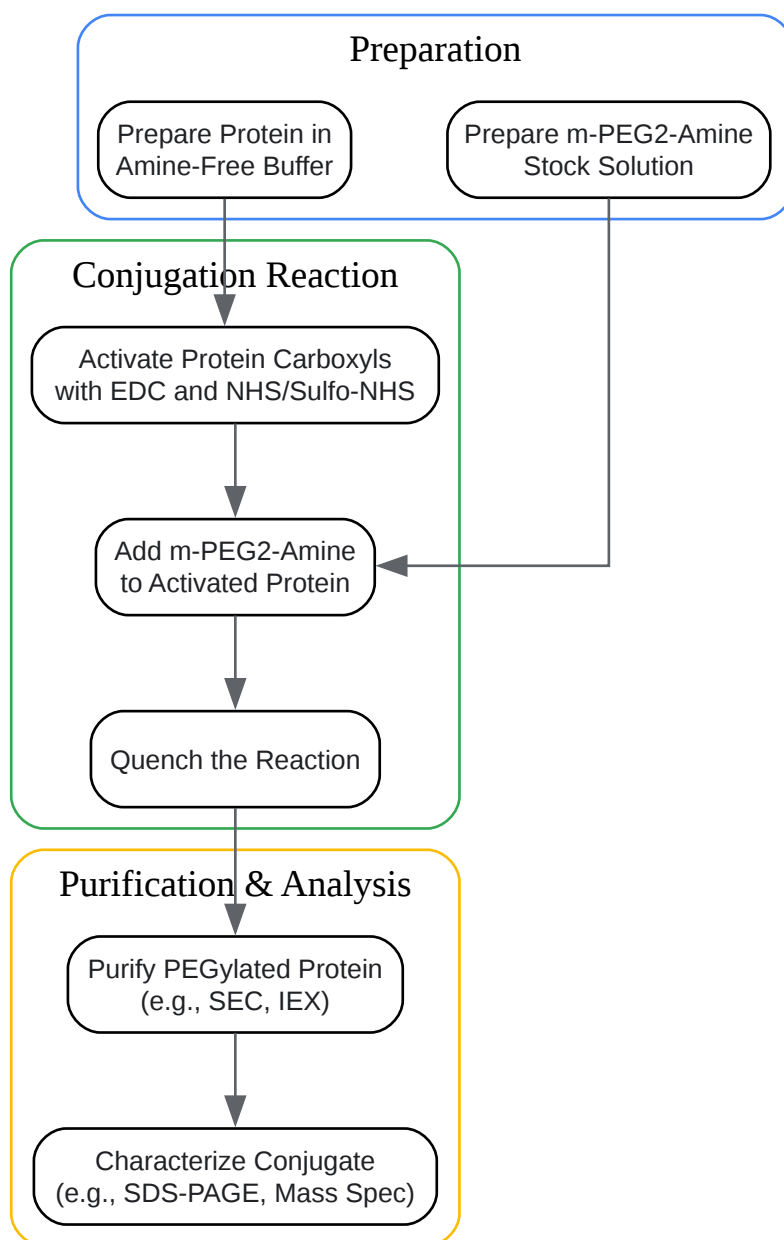 Preparation
Prepare Protein in
Amine-Free Buffer
Prepare m-PEG2-Amine
Stock Solution
Conjugation Reaction
Activate Protein Carboxyls
with EDC and NHS/Sulfo-NHS
Add m-PEG2-Amine
to Activated Protein
Quench the Reaction
Purification & Analysis
Purify PEGylated Protein
(e.g., SEC, IEX)
Characterize Conjugate
(e.g., SDS-PAGE, Mass Spec)